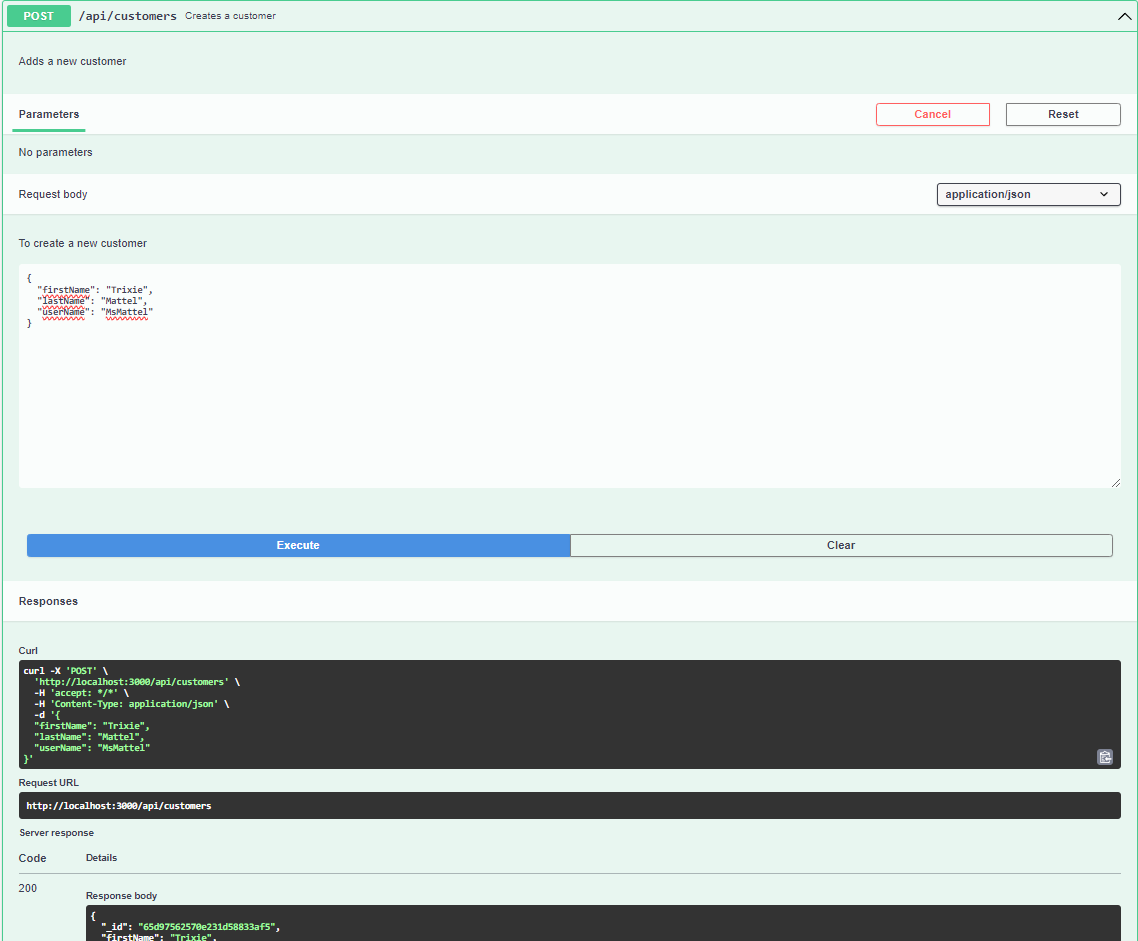 POST /api/customers Creates a customer
Adds a new customer
Parameters
Cancel
Reset
No parameters
Request body
application/json
To create a new customer
{
  "firstName": "Trixie",
  "lastName": "Mattel",
  "userName": "MsMattel"
}
Execute
Clear
Responses
Curl
curl -X 'POST' \
  'http://localhost:3000/api/customers' \
  -H 'accept: */*' \
  -H 'Content-Type: application/json' \
  -d '{
  "firstName": "Trixie",
  "lastName": "Mattel",
  "userName": "MsMattel"
}'
Request URL
http://localhost:3000/api/customers
Server response
Code Details
200
Response body
{
  "_id": "65d97562570e231d58833af5",
  "firstName": "Trixie",